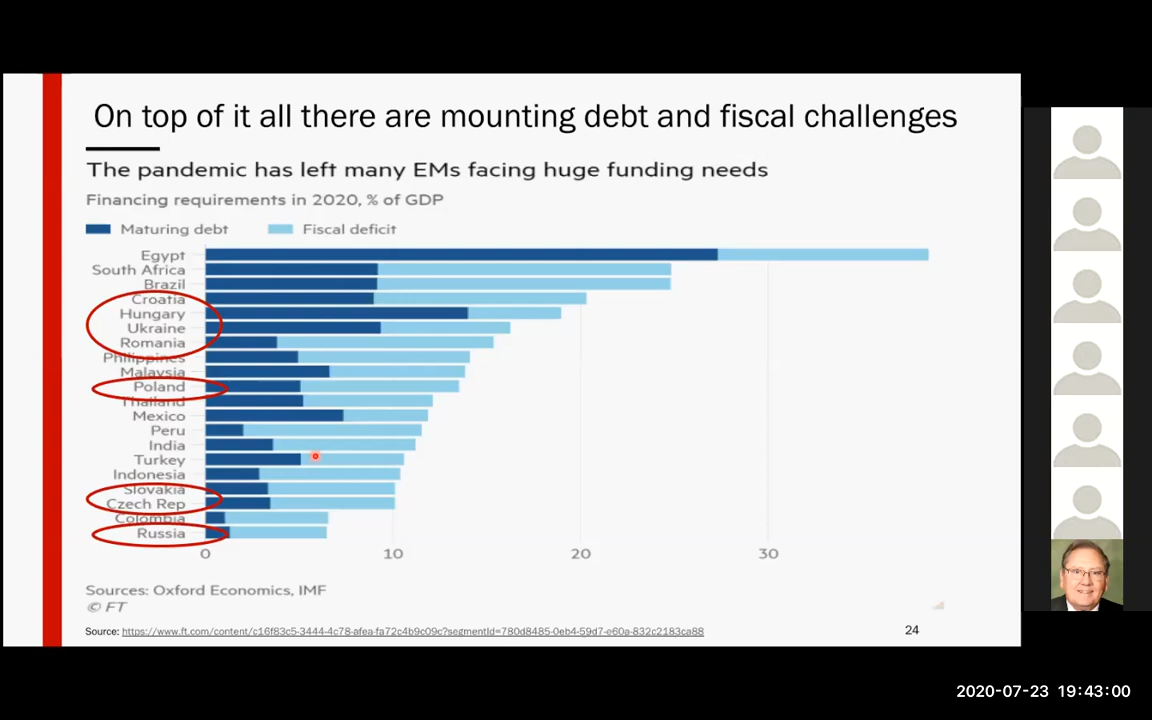 On top of it all there are mounting debt and fiscal challenges
The pandemic has left many EMs facing huge funding needs
Financing requirements in 2020, % of GDP
Maturing debt Fiscal deficit
Egypt
South Africa
Brazil
Croatia
Hungary
Ukraine
Romania
Philippines
Malaysia
Poland
Thailand
Mexico
Peru
India
Turkey
Indonesia
Slovakia
Czech Rep
Colombia
Russia
0 10 20 30
Sources: Oxford Economics, IMF
© FT
Source: https://www.ft.com/content/c16f83c5-3444-4c78-afea-fa72c4b9c09c?segmentId=780d8485-0eb4-59d7-e60a-832c2183ca88
24
2020-07-23 19:43:00